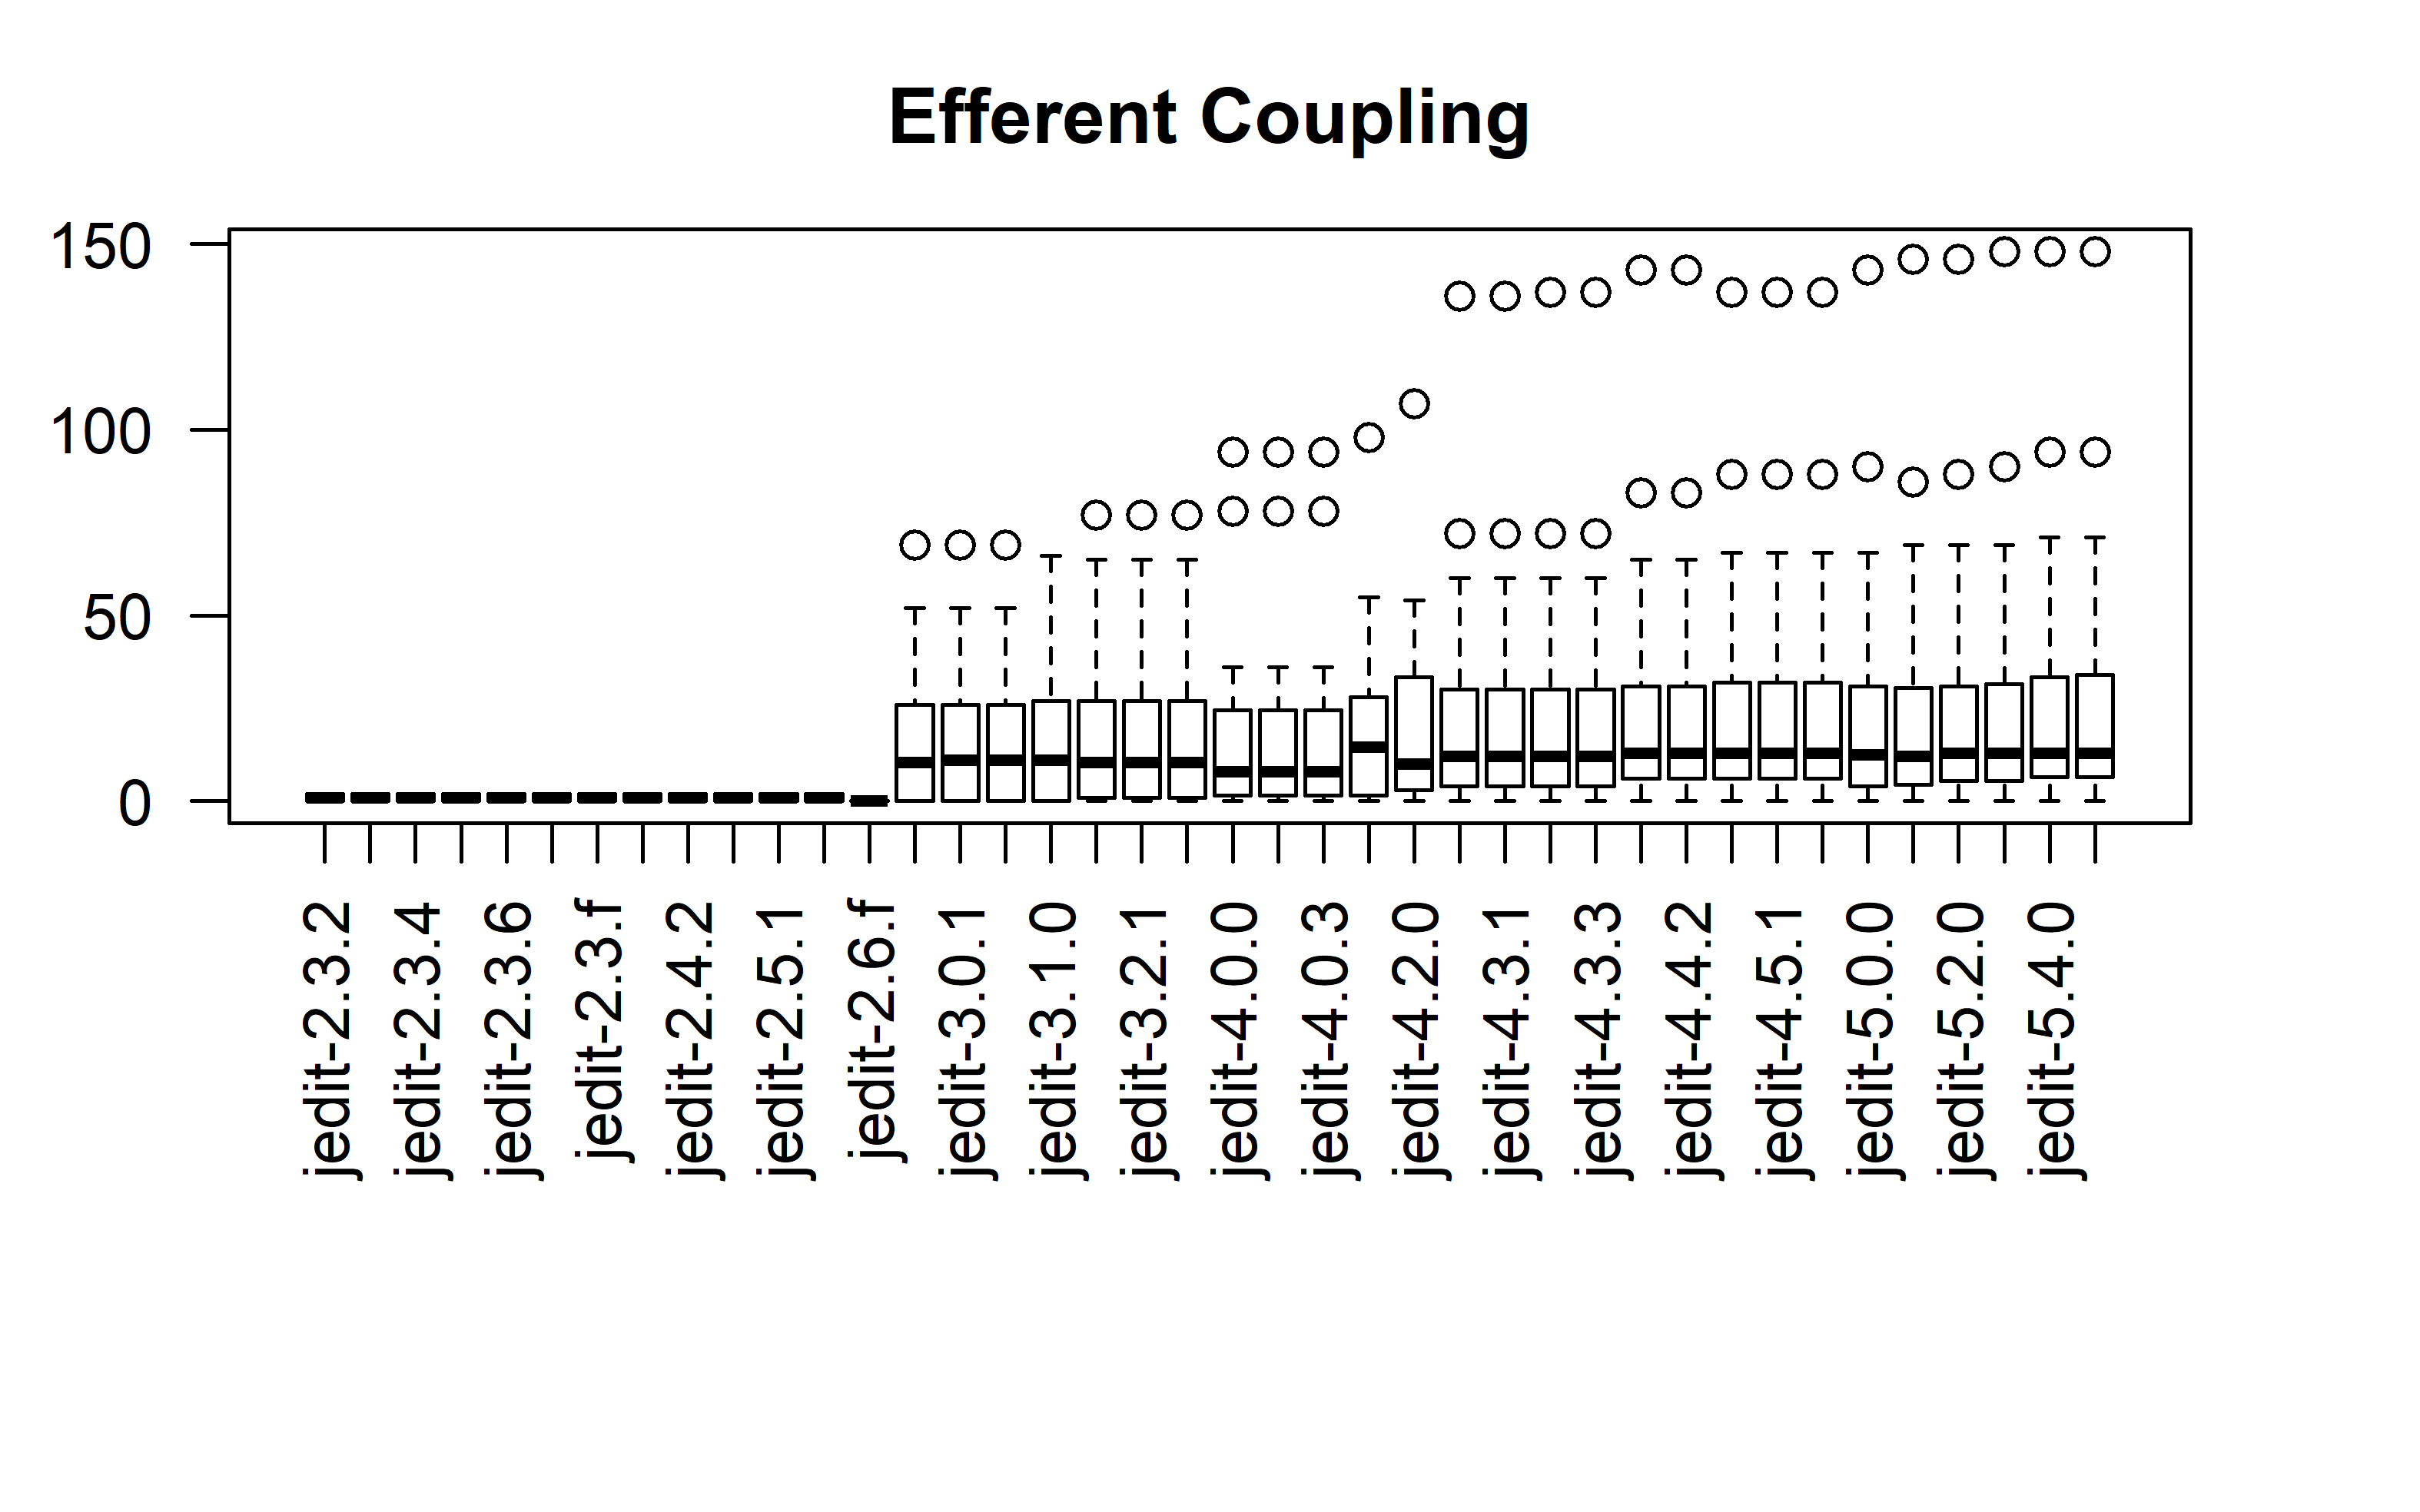 Efferent Coupling
150
100
50
0
jedit-2.3.2
jedit-2.3.4
jedit-2.3.6
jedit-2.3.f
jedit-2.4.2
jedit-2.5.1
jedit-2.6.f
jedit-3.0.1
jedit-3.1.0
jedit-3.2.1
jedit-4.0.0
jedit-4.0.3
jedit-4.2.0
jedit-4.3.1
jedit-4.3.3
jedit-4.4.2
jedit-4.5.1
jedit-5.0.0
jedit-5.2.0
jedit-5.4.0